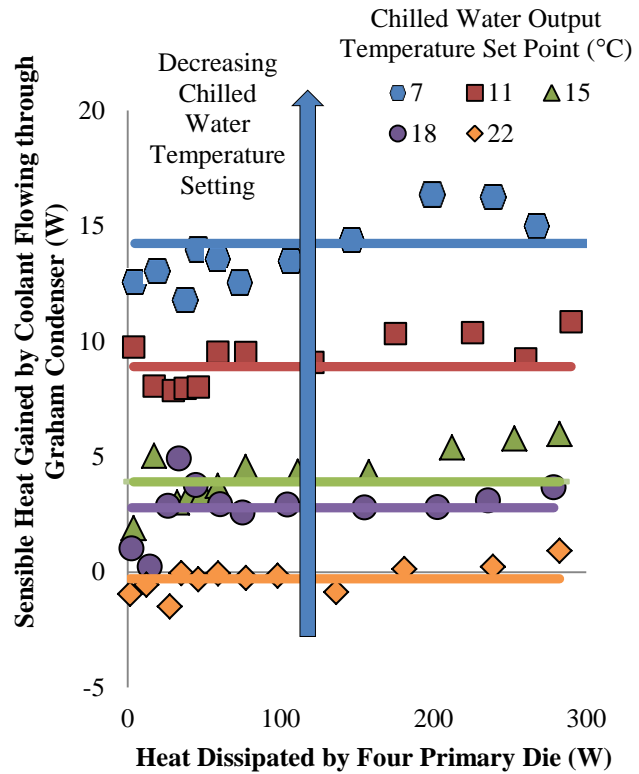 Chilled Water Output
Temperature Set Point (°C)
7 11 15
18 22
Decreasing
Chilled
Water
Temperature
Setting
Sensible Heat Gained by Coolant Flowing through
Graham Condenser (W)
20
15
10
5
0
-5
0 100 200 300
Heat Dissipated by Four Primary Die (W)